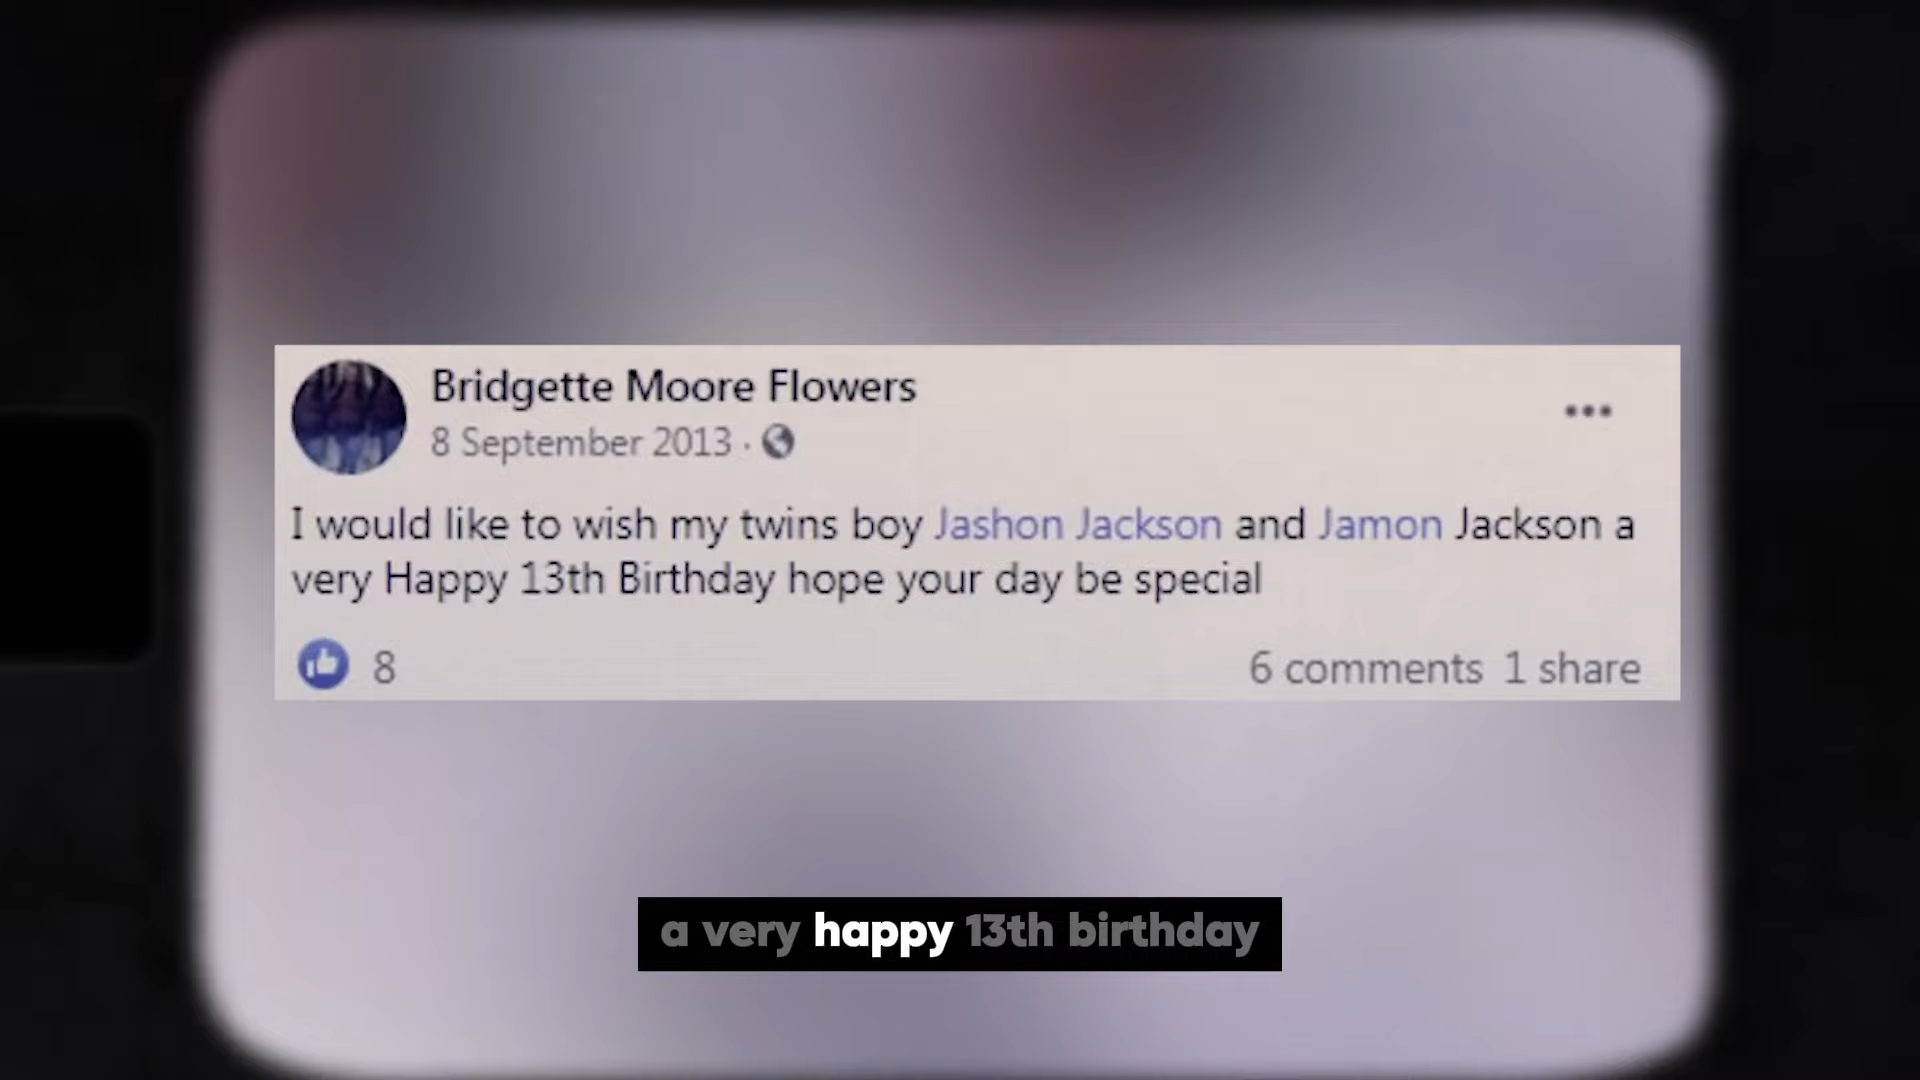 Bridgette Moore Flowers
8 September 2013 ·
I would like to wish my twins boy Jashon Jackson and Jamon Jackson a
very Happy 13th Birthday hope your day be special
8
6 comments 1 share
a very happy 13th birthday